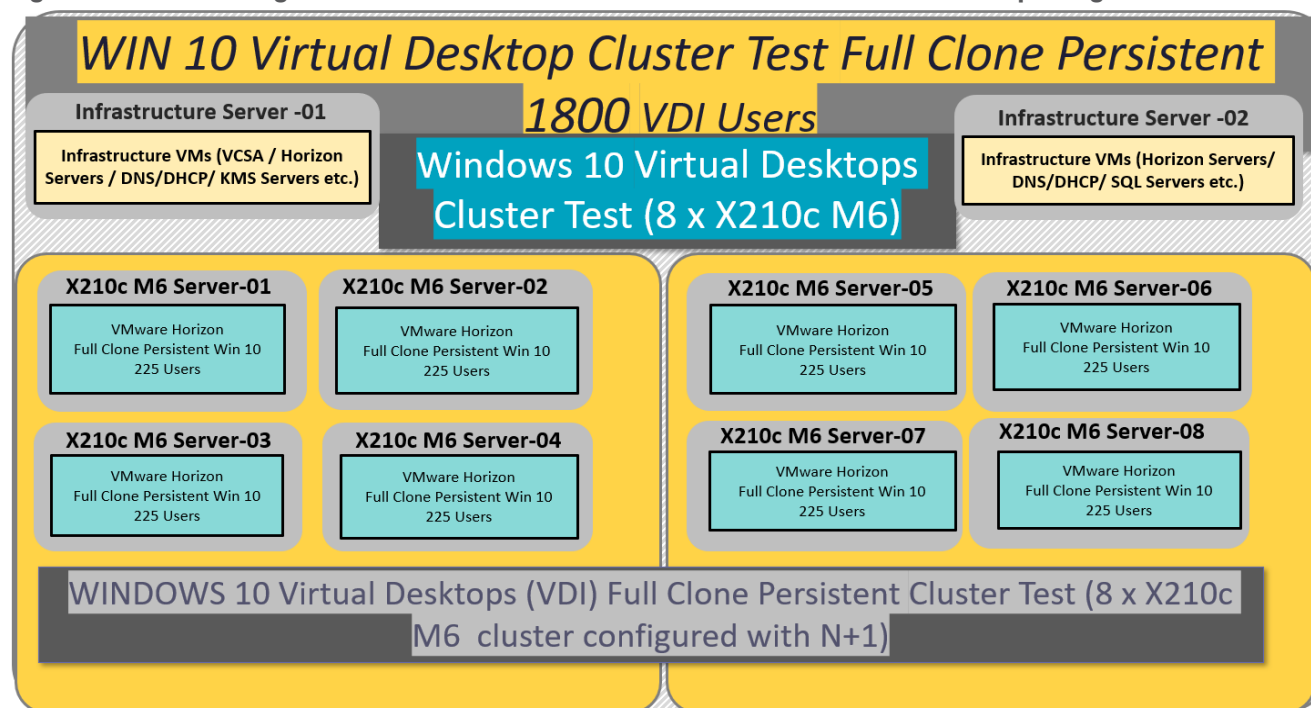 WIN 10 Virtual Desktop Cluster Test Full Clone Persistent
1800 VDI Users
Infrastructure Server -01
Infrastructure VMs (VCSA / Horizon
Servers / DNS/DHCP/ KMS Servers etc.)
Windows 10 Virtual Desktops
Cluster Test (8 x X210c M6)
Infrastructure Server -02
Infrastructure VMs (Horizon Servers/
DNS/DHCP/ SQL Servers etc.)
X210c M6 Server-01
VMware Horizon
Full Clone Persistent Win 10
225 Users
X210c M6 Server-02
VMware Horizon
Full Clone Persistent Win 10
225 Users
X210c M6 Server-05
VMware Horizon
Full Clone Persistent Win 10
225 Users
X210c M6 Server-06
VMware Horizon
Full Clone Persistent Win 10
225 Users
X210c M6 Server-03
VMware Horizon
Full Clone Persistent Win 10
225 Users
X210c M6 Server-04
VMware Horizon
Full Clone Persistent Win 10
225 Users
X210c M6 Server-07
VMware Horizon
Full Clone Persistent Win 10
225 Users
X210c M6 Server-08
VMware Horizon
Full Clone Persistent Win 10
225 Users
WINDOWS 10 Virtual Desktops (VDI) Full Clone Persistent Cluster Test (8 x X210c
M6 cluster configured with N+1)